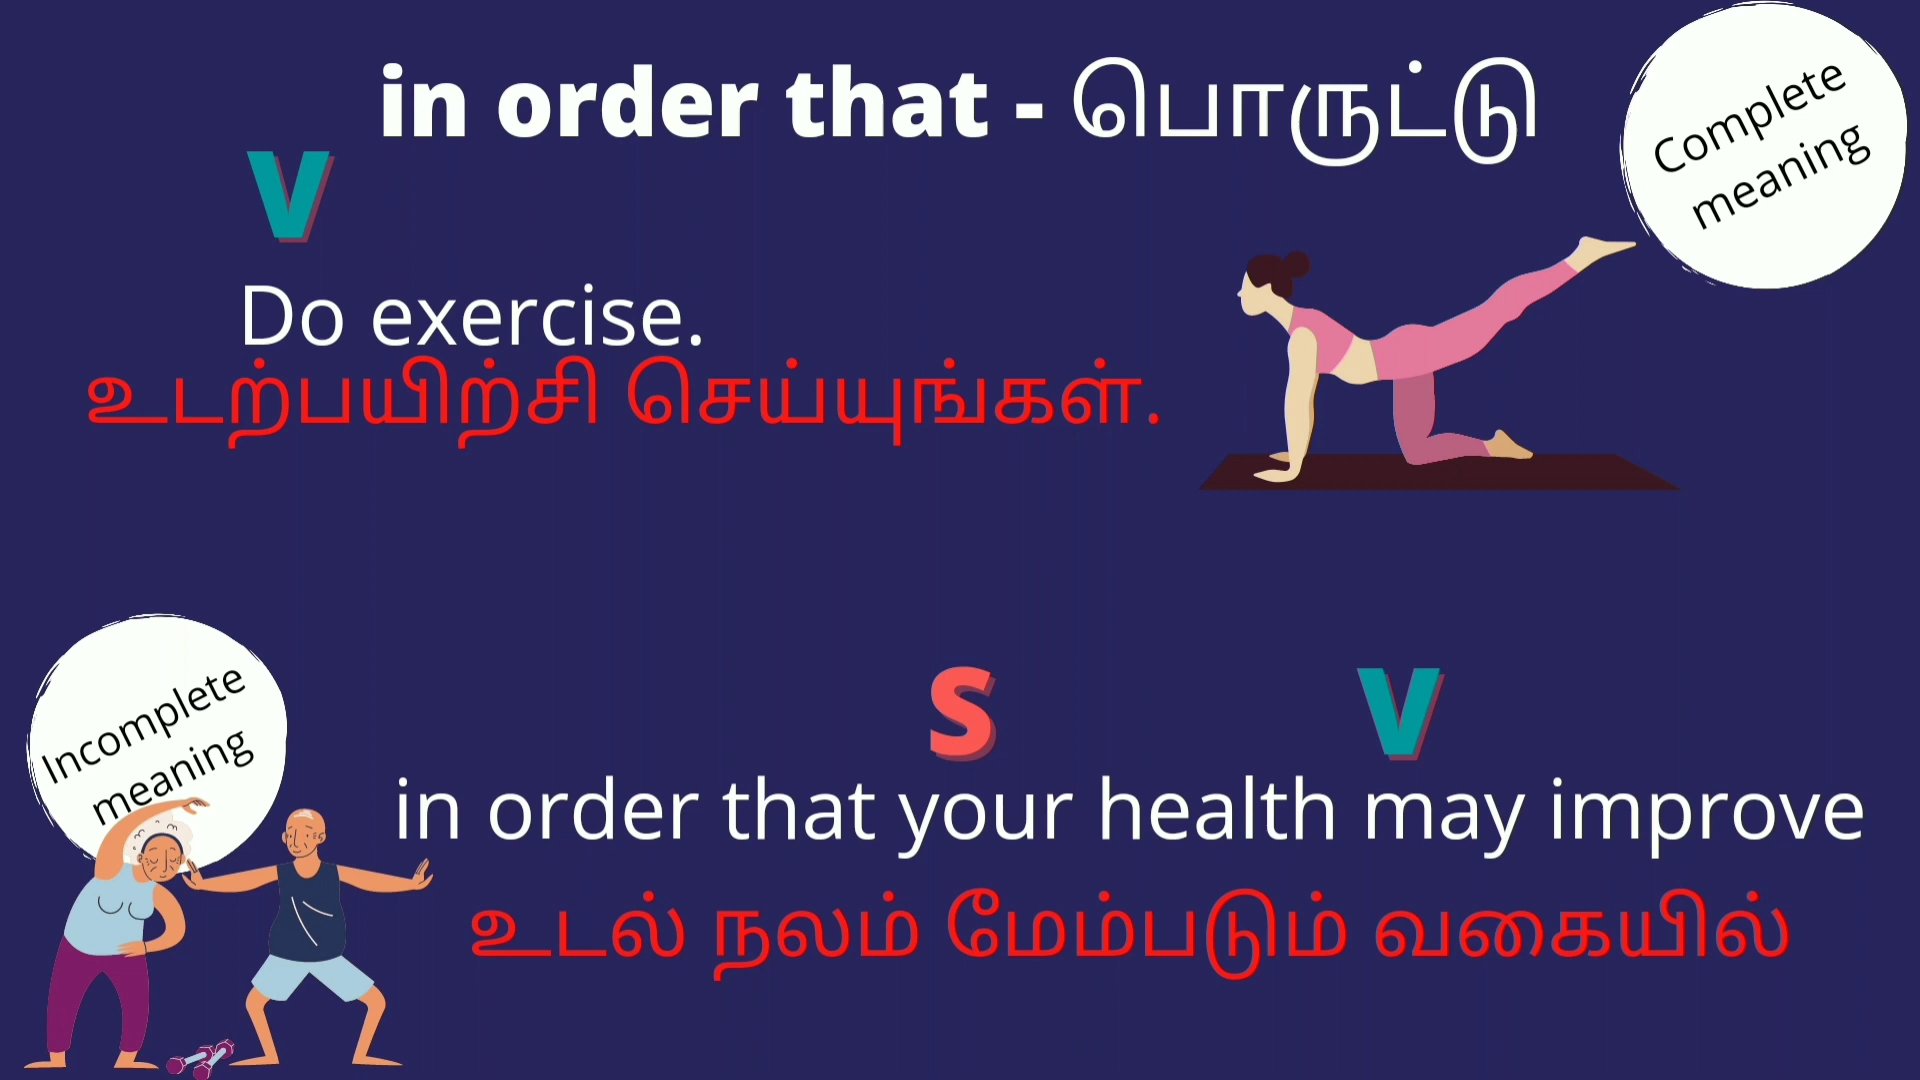 in order that - பொருட்டு
Complete
meaning
V
Do exercise.
உடற்பயிற்சி செய்யுங்கள்.
Incomplete
meaning
S V
in order that your health may improve
உடல் நலம் மேம்படும் வகையில்